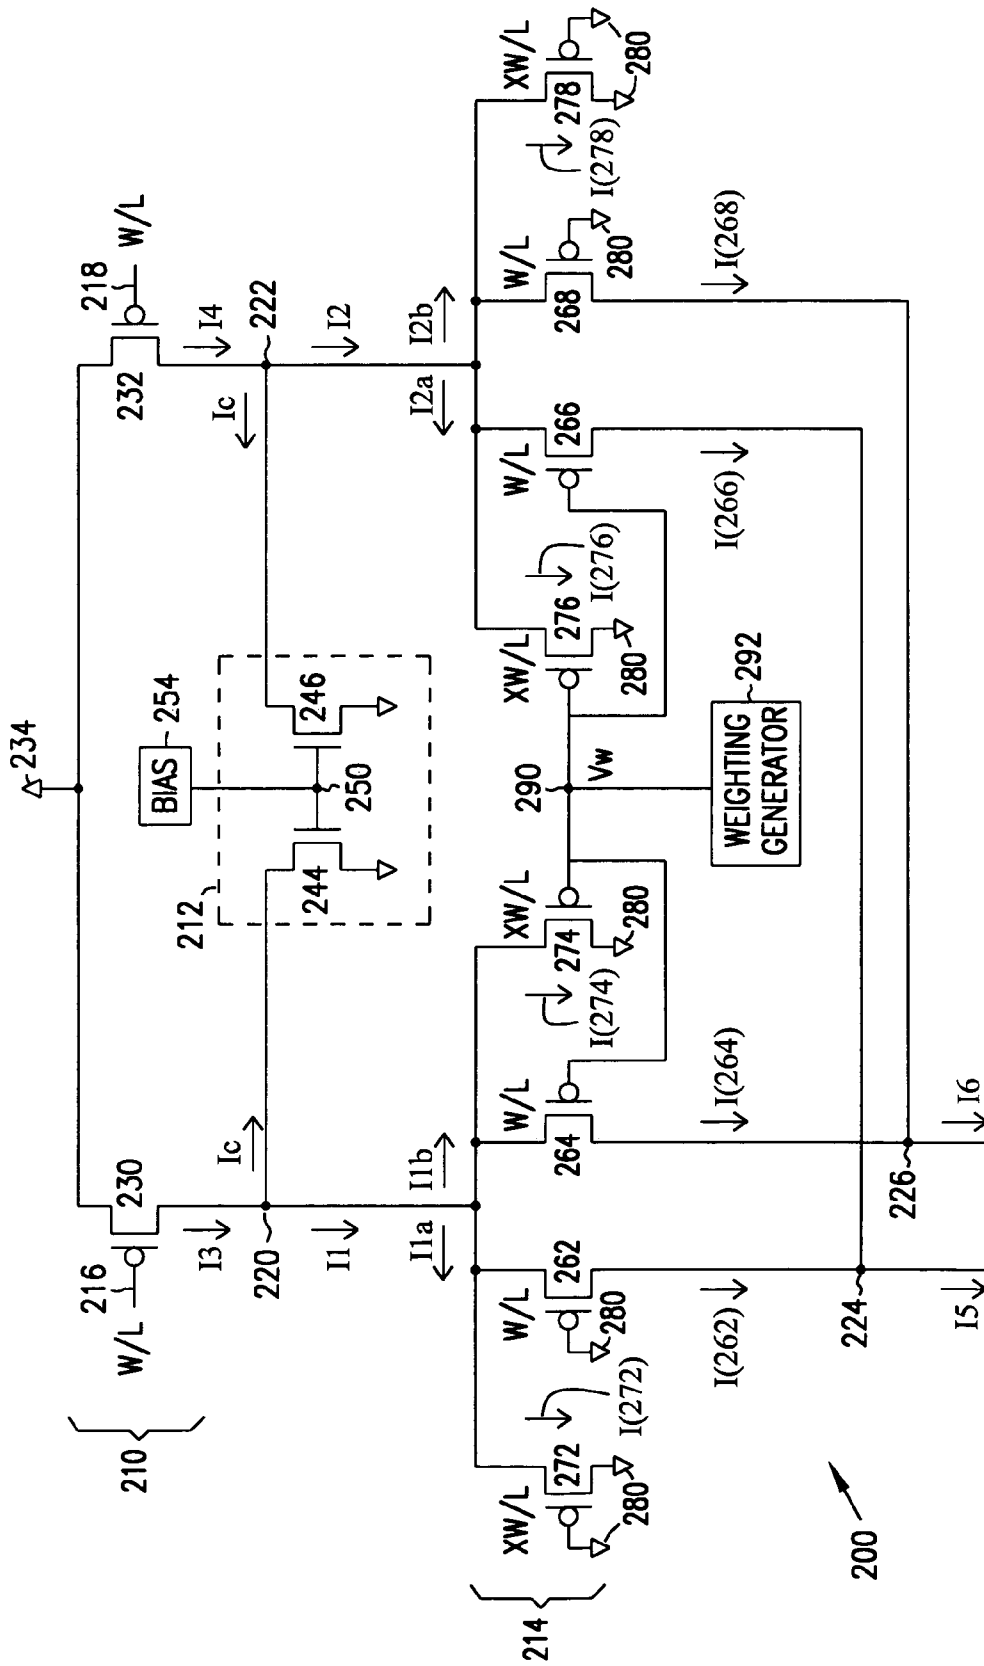 234
216
W/L
230
I3
218
W/L
232
I4
210
BIAS
254
212
244
246
250
Ic
220
I1
Ic
222
I2
I1a
I1b
I2a
I2b
214
XW/L
272
280
280
I(272)
W/L
262
280
I(262)
W/L
264
I(264)
XW/L
274
280
I(274)
290
Vw
WEIGHTING
GENERATOR
292
XW/L
276
280
I(276)
W/L
266
I(266)
W/L
268
280
I(268)
XW/L
278
280
I(278)
200
224
226
I5
I6